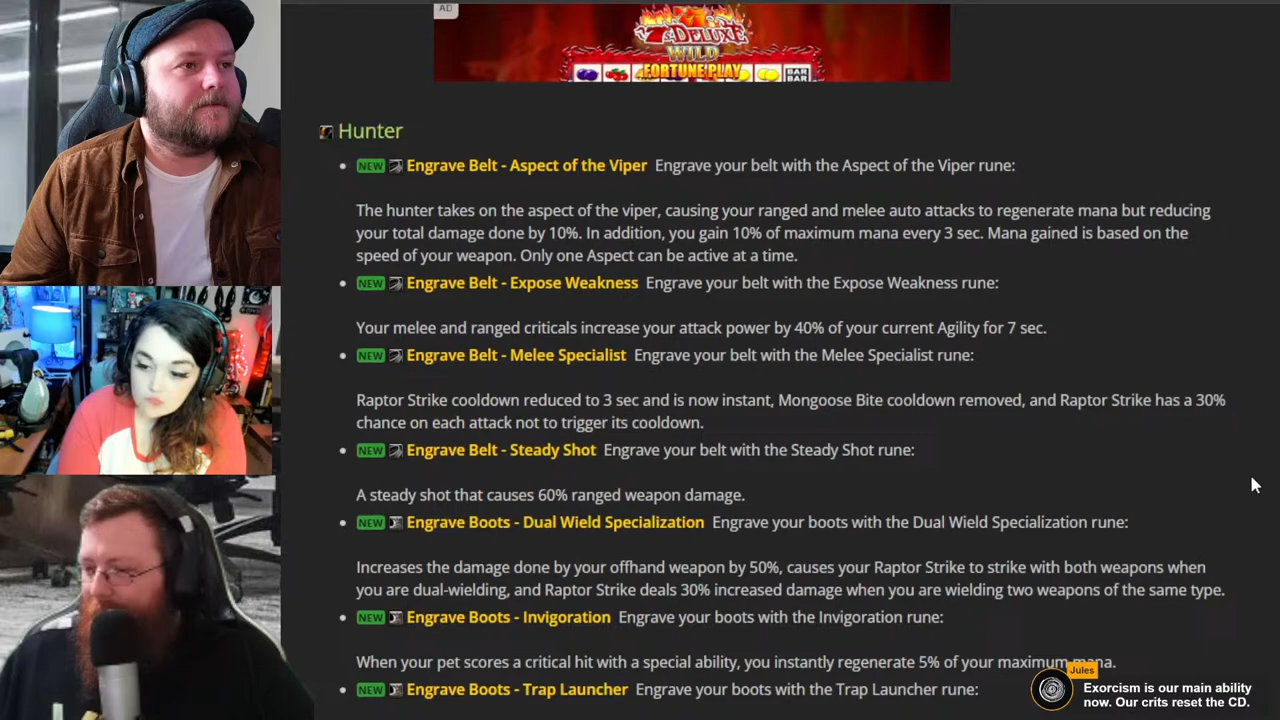 AD
7
7 DELUXE
WILD
FORTUNE PLAY
BAR
BAR
Hunter
NEW Engrave Belt - Aspect of the Viper Engrave your belt with the Aspect of the Viper rune:
The hunter takes on the aspect of the viper, causing your ranged and melee auto attacks to regenerate mana but reducing
your total damage done by 10%. In addition, you gain 10% of maximum mana every 3 sec. Mana gained is based on the
speed of your weapon. Only one Aspect can be active at a time.
NEW Engrave Belt - Expose Weakness Engrave your belt with the Expose Weakness rune:
Your melee and ranged criticals increase your attack power by 40% of your current Agility for 7 sec.
NEW Engrave Belt - Melee Specialist Engrave your belt with the Melee Specialist rune:
Raptor Strike cooldown reduced to 3 sec and is now instant, Mongoose Bite cooldown removed, and Raptor Strike has a 30%
chance on each attack not to trigger its cooldown.
NEW Engrave Belt - Steady Shot Engrave your belt with the Steady Shot rune:
A steady shot that causes 60% ranged weapon damage.
NEW Engrave Boots - Dual Wield Specialization Engrave your boots with the Dual Wield Specialization rune:
Increases the damage done by your offhand weapon by 50%, causes your Raptor Strike to strike with both weapons when
you are dual-wielding, and Raptor Strike deals 30% increased damage when you are wielding two weapons of the same type.
NEW Engrave Boots - Invigoration Engrave your boots with the Invigoration rune:
When your pet scores a critical hit with a special ability, you instantly regenerate 5% of your maximum mana.
NEW Engrave Boots - Trap Launcher Engrave your boots with the Trap Launcher rune:
Jules
Exorcism is our main ability
now. Our crits reset the CD.